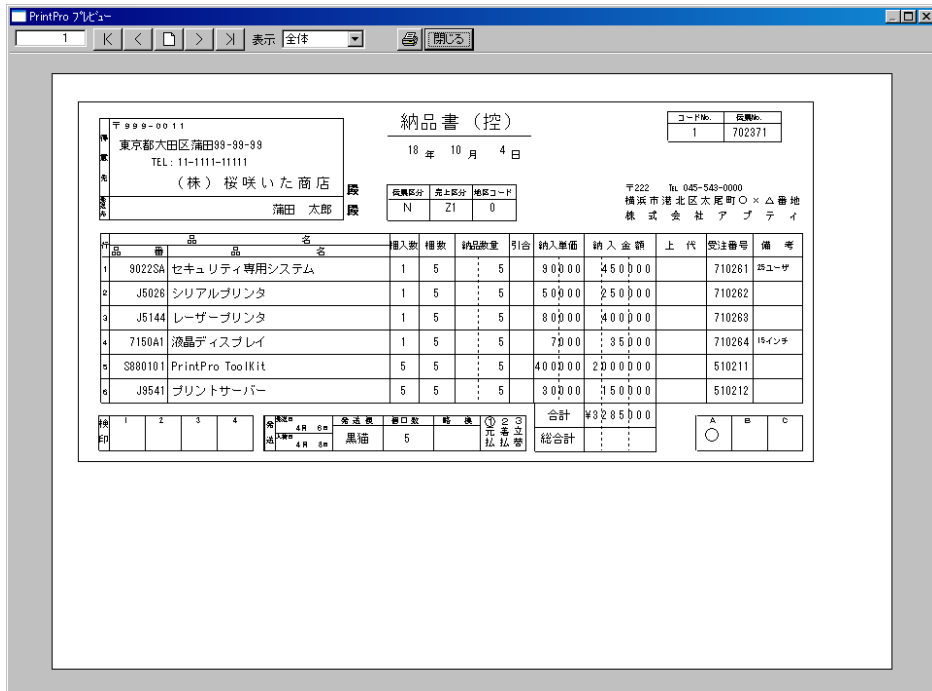 PrintPro プレビュー
1 表示 全体 閉じる
〒999-0011
得意先 東京都大田区蒲田99-99-99
TEL: 11-1111-11111
(株) 桜咲いた商店 殿
蒲田 太郎 殿
納品書 (控)
18 年 10 月 4 日
伝票区分 売上区分 地区コード
N Z1 0
コードNo. 伝票No.
1 702371
〒222 TEL 045-543-0000
横浜市港北区太尾町○×△番地
株式会社アプティ
行 品名 梱入数 梱数 納品数量 引合 納入単価 納入金額 上代 受注番号 備考
品番 品名
1 9022SA セキュリティ専用システム 1 5 5 90000 450000 710261 25ユーザ
2 J5026 シリアルプリンタ 1 5 5 50000 250000 710262
3 J5144 レーザープリンタ 1 5 5 80000 400000 710263
4 7150A1 液晶ディスプレイ 1 5 5 7000 35000 710264 15インチ
5 S880101 PrintPro ToolKit 5 5 5 400000 2000000 510211
6 J9541 プリントサーバー 5 5 5 30000 150000 510212
合計 ¥3285000
総合計
検印 1 2 3 4
発送 発送日 4月 6日
入荷日 4月 8日
発送便 黒猫
個口数 5
略
①元払 2着払 3立替
A B C
○